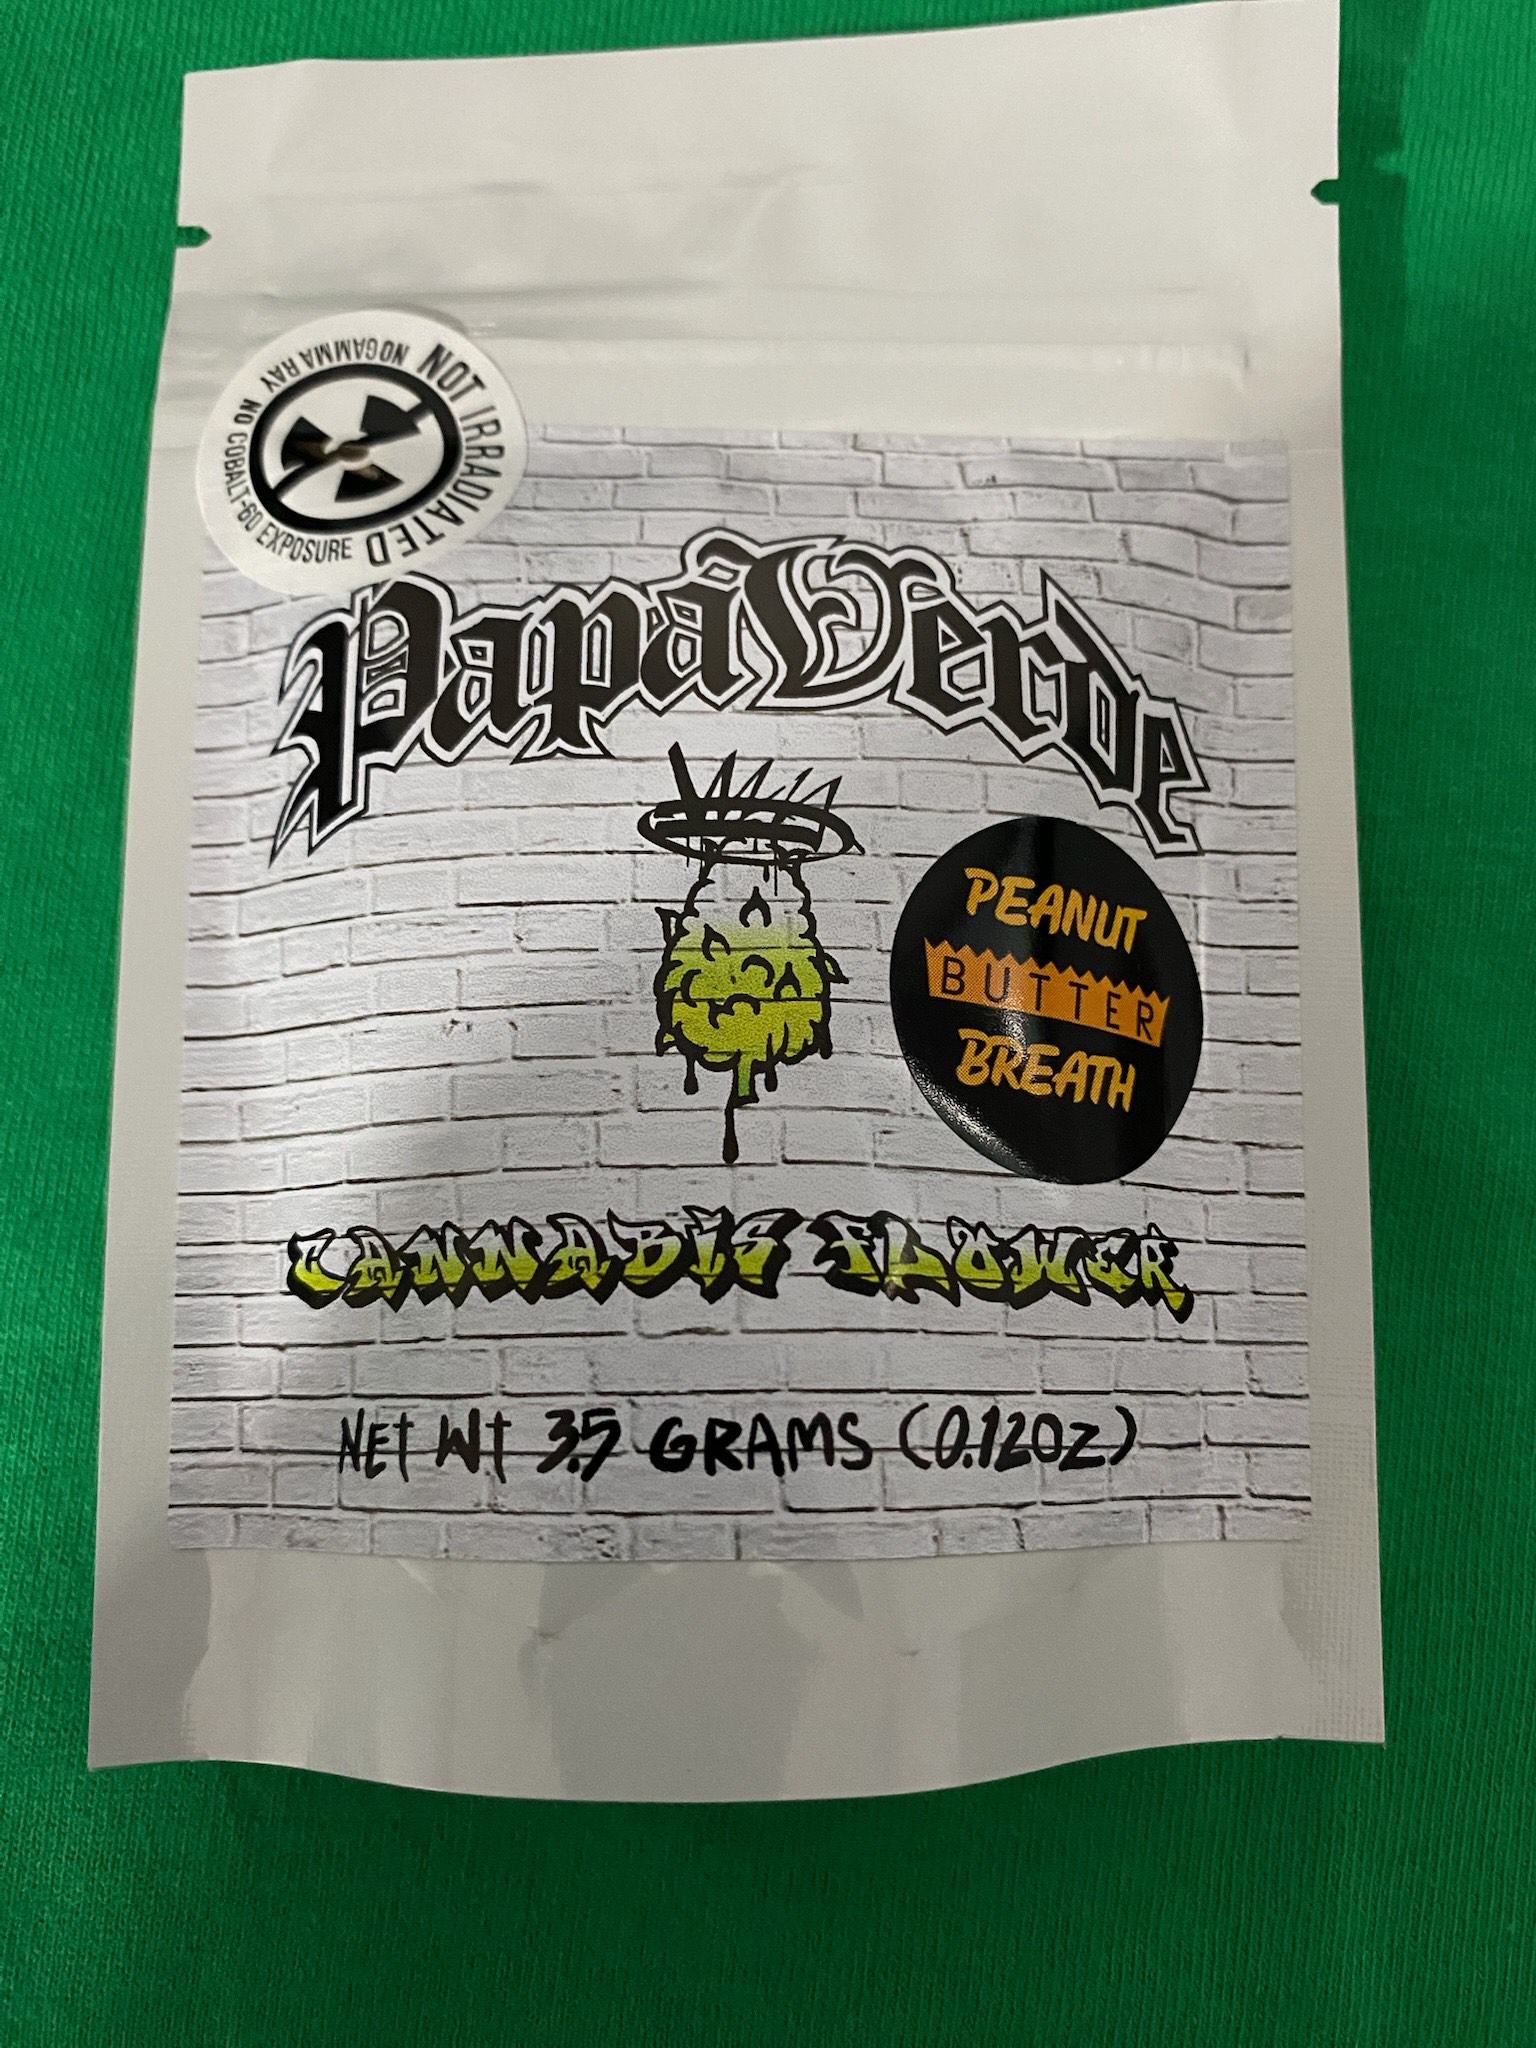 NOT IRRADIATED
NO GAMMA RAY
NO COBALT-60 EXPOSURE
PapaVerde
PEANUT
BUTTER
BREATH
CANNABIS FLOWER
NET Wt 3.5 GRAMS (0.12OZ)